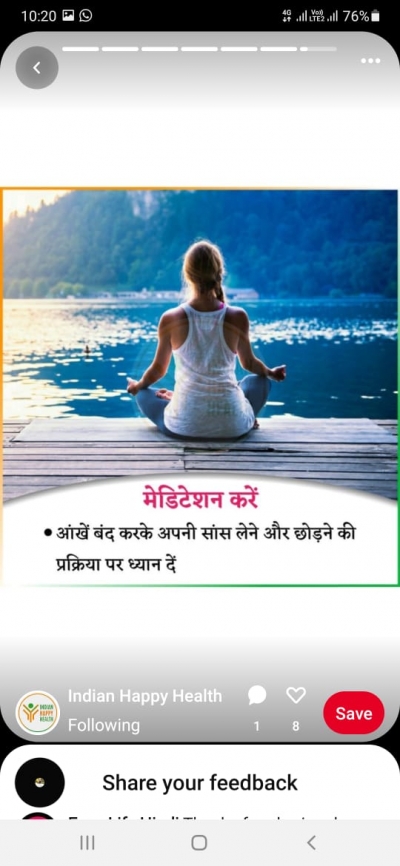 10:20
4G
Vo))
LTE2
76%
मेडिटेशन करें
• आंखें बंद करके अपनी सांस लेने और छोड़ने की
प्रक्रिया पर ध्यान दें
INDIAN
HAPPY
HEALTH
Indian Happy Health
Following
1
8
Save
Share your feedback